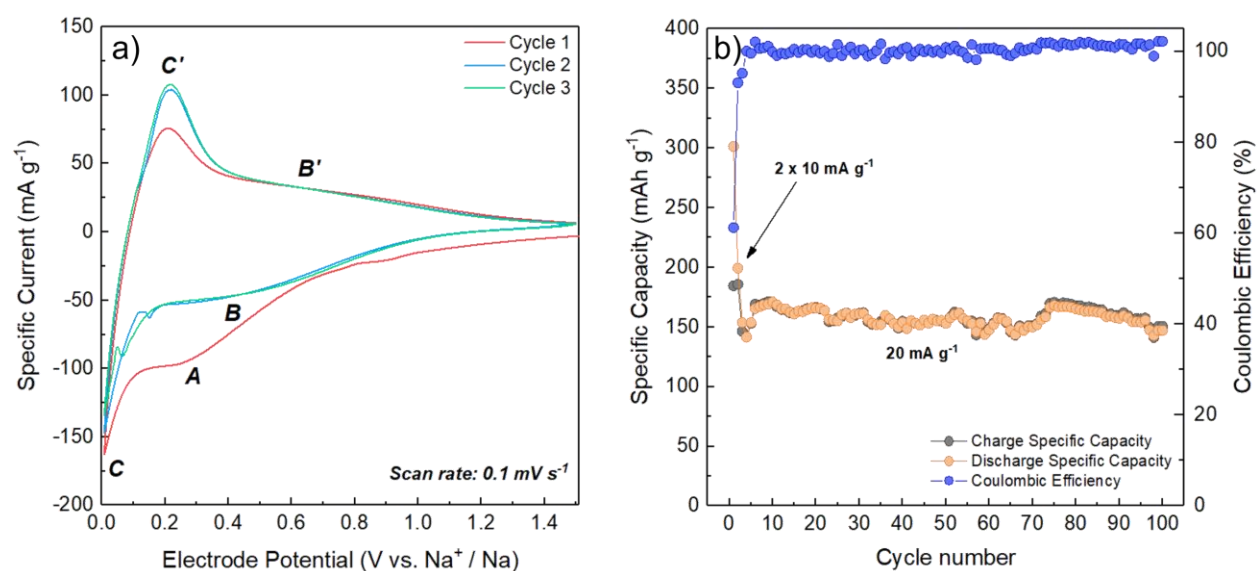 a)
150
100
50
0
-50
-100
-150
-200
Specific Current (mA g⁻¹)
C'
B'
A
B
C
Cycle 1
Cycle 2
Cycle 3
Scan rate: 0.1 mV s⁻¹
0.0 0.2 0.4 0.6 0.8 1.0 1.2 1.4
Electrode Potential (V vs. Na⁺ / Na)
b)
400
350
300
250
200
150
100
50
0
Specific Capacity (mAh g⁻¹)
2 x 10 mA g⁻¹
20 mA g⁻¹
Charge Specific Capacity
Discharge Specific Capacity
Coulombic Efficiency
100
80
60
40
20
0
Coulombic Efficiency (%)
0 10 20 30 40 50 60 70 80 90 100
Cycle number